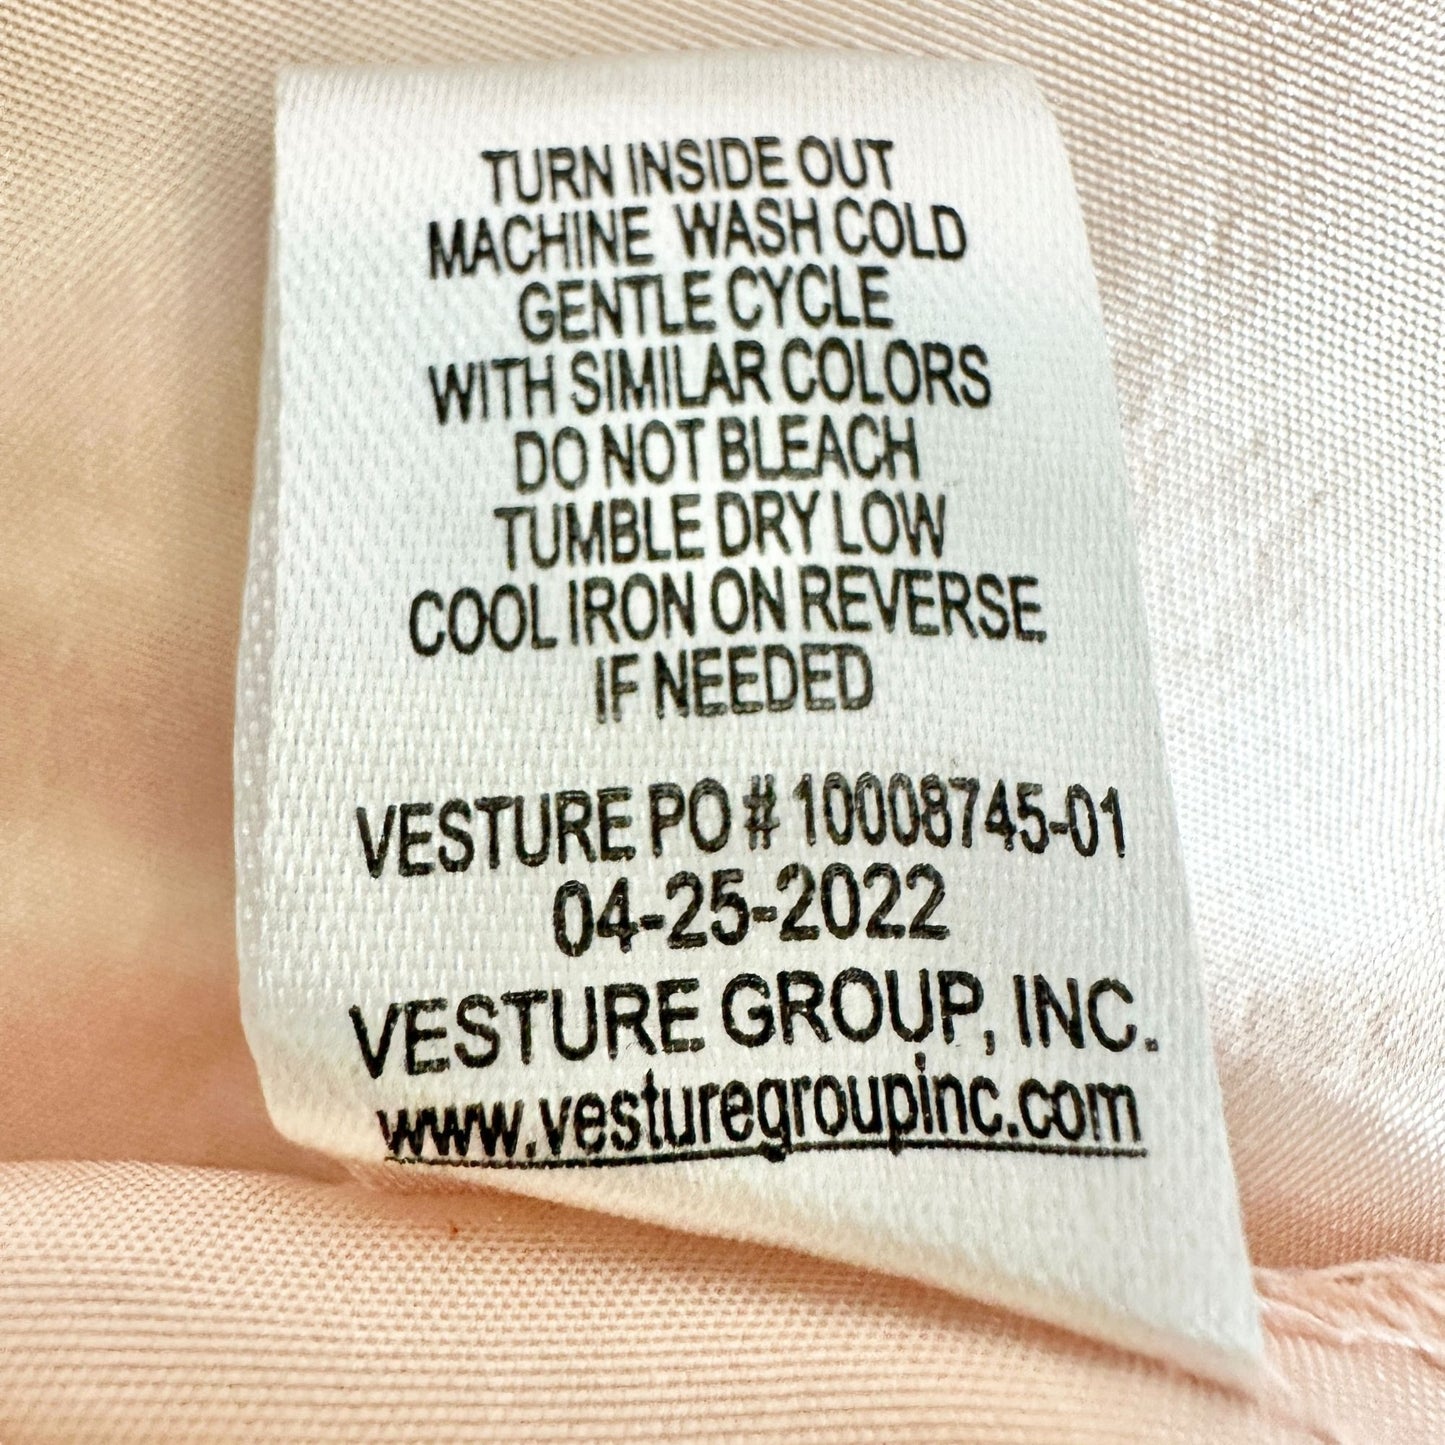 TURN INSIDE OUT
MACHINE WASH COLD
GENTLE CYCLE
WITH SIMILAR COLORS
DO NOT BLEACH
TUMBLE DRY LOW
COOL IRON ON REVERSE
IF NEEDED
VESTURE PO # 10008745-01
04-25-2022
VESTURE GROUP, INC.
www.vesturegroupinc.com